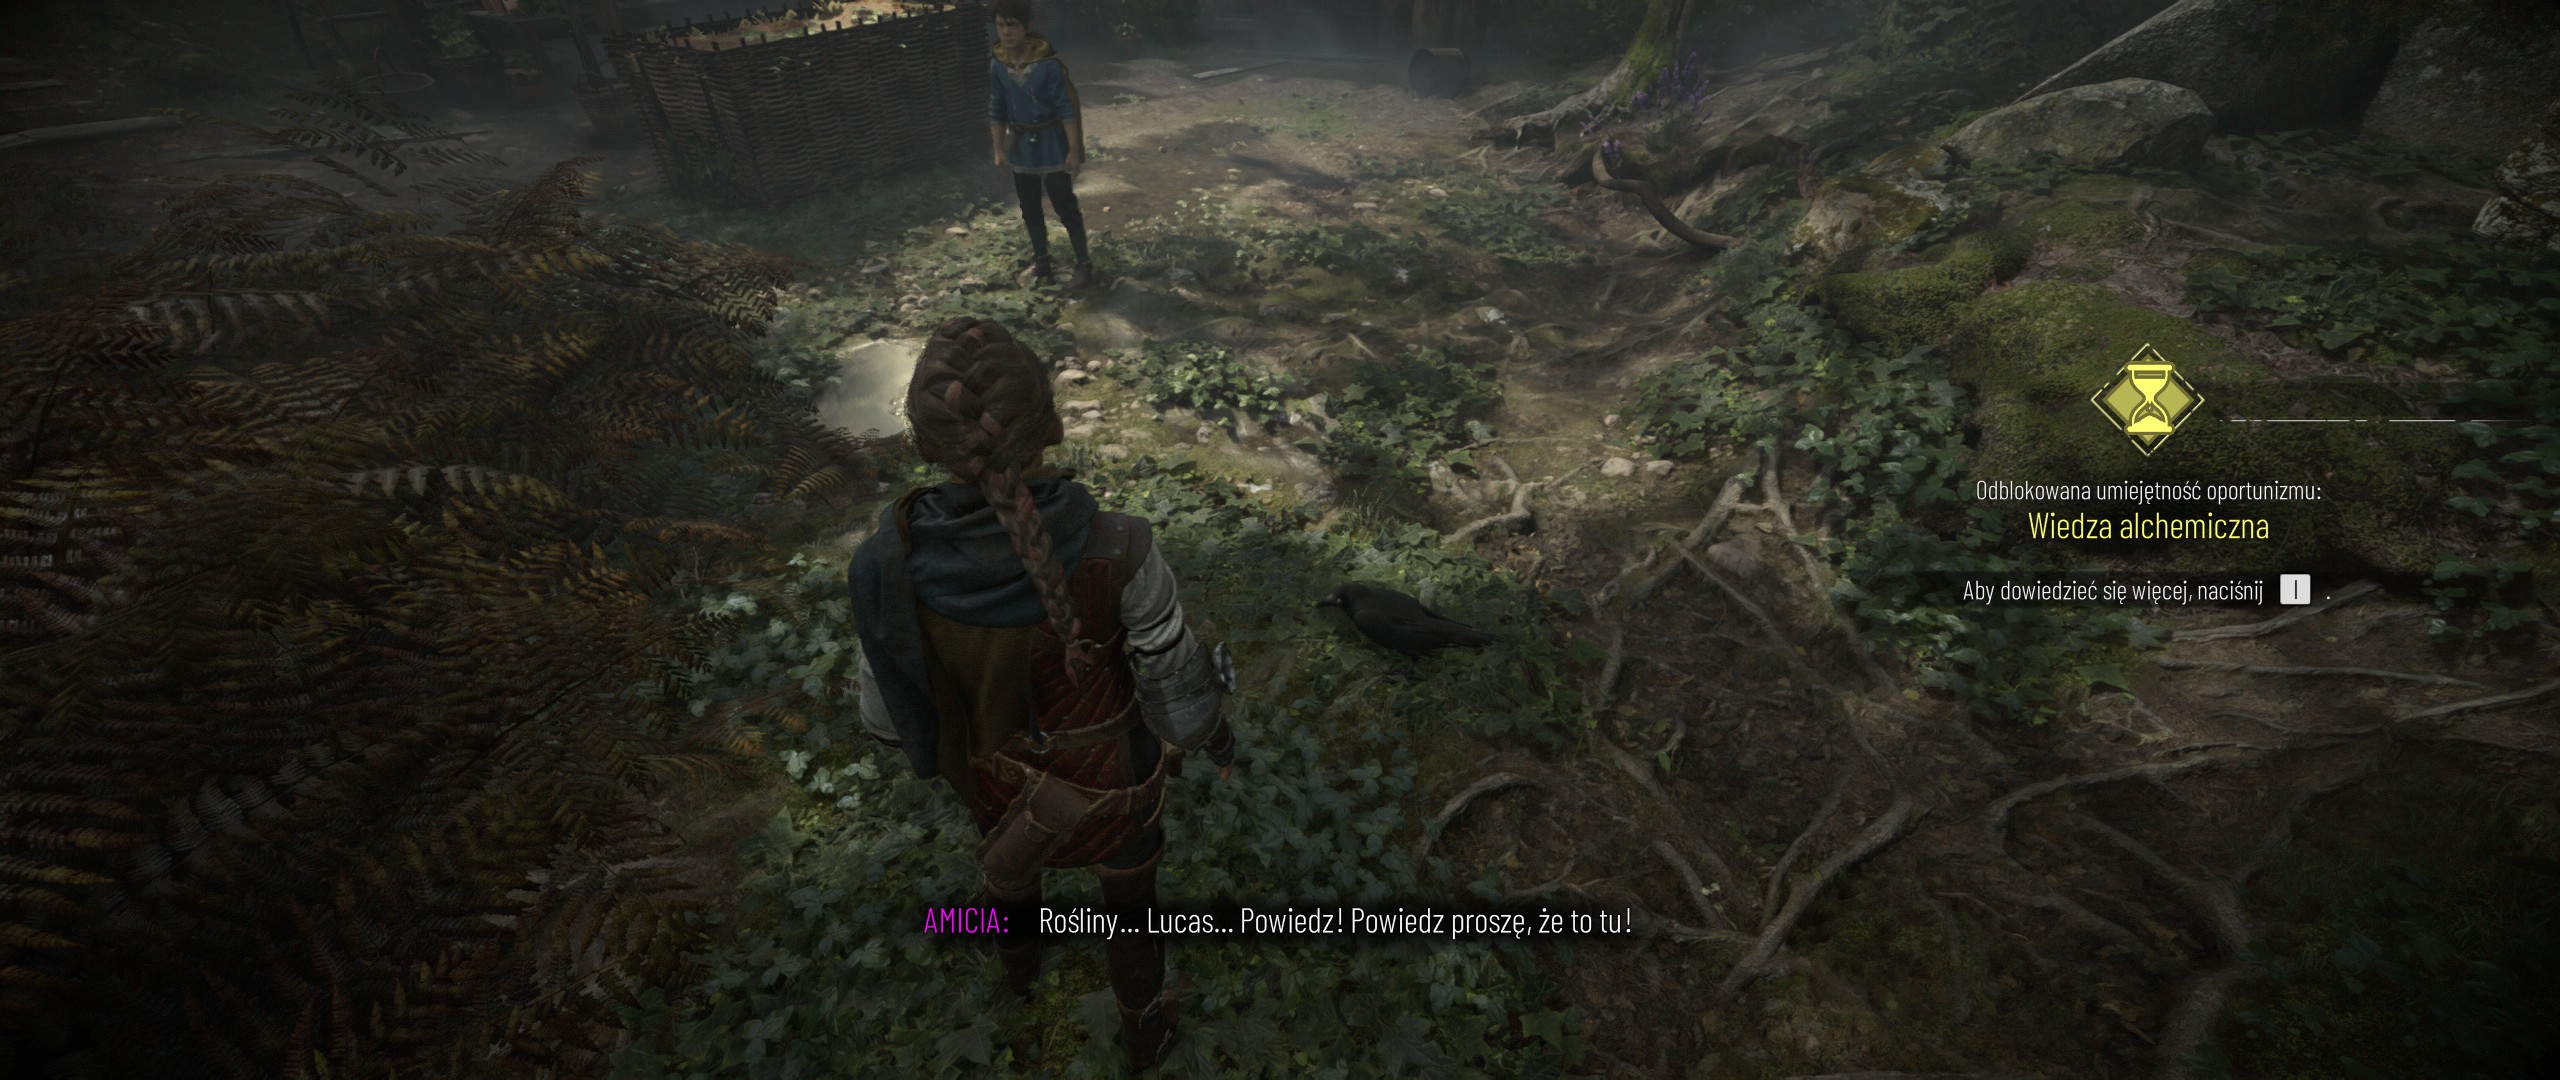 Odblokowana umiejętność oportunizmu:
Wiedza alchemiczna
Aby dowiedzieć się więcej, naciśnij I .
AMICIA: Rośliny... Lucas... Powiedz! Powiedz proszę, że to tu!